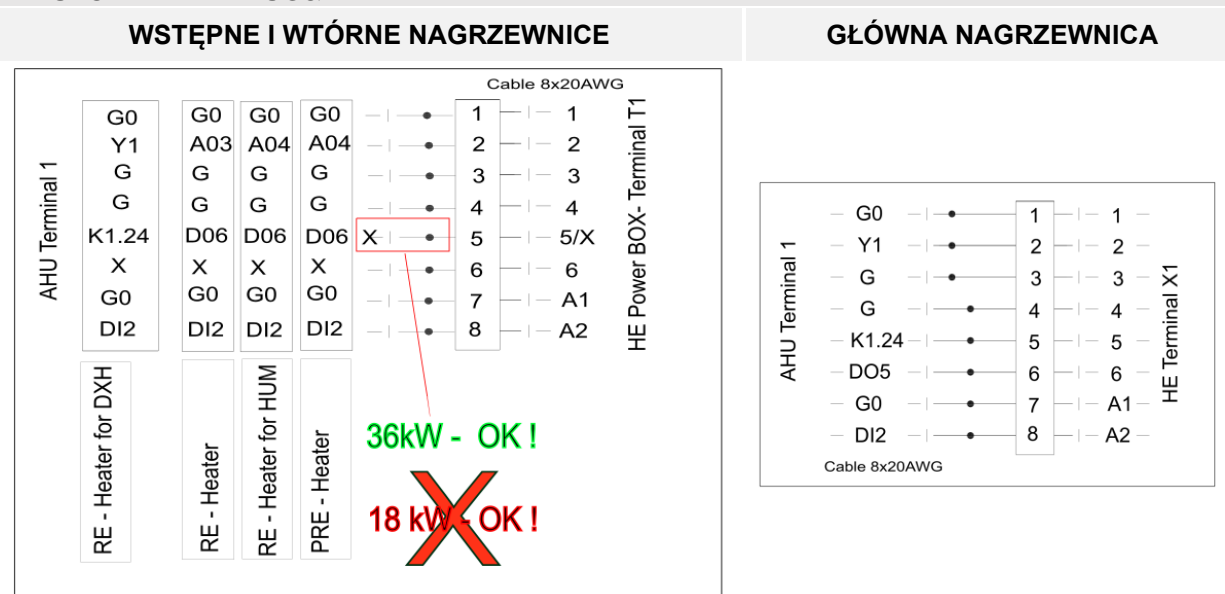 WSTĘPNE I WTÓRNE NAGRZEWNICE
GŁÓWNA NAGRZEWNICA
Cable 8x20AWG
AHU Terminal 1
G0 G0 G0 G0 1 1
Y1 A03 A04 A04 2 2
G G G G 3 3
G G G G 4 4
K1.24 D06 D06 D06 X 5 5/X
X X X X 6 6
G0 G0 G0 G0 7 A1
DI2 DI2 DI2 DI2 8 A2
HE Power BOX- Terminal T1
RE - Heater for DXH
RE - Heater
RE - Heater for HUM
PRE - Heater
36kW - OK !
18 kW - OK !
X
AHU Terminal 1
G0 1 1
Y1 2 2
G 3 3
G 4 4
K1.24 5 5
DO5 6 6
G0 7 A1
DI2 8 A2
HE Terminal X1
Cable 8x20AWG